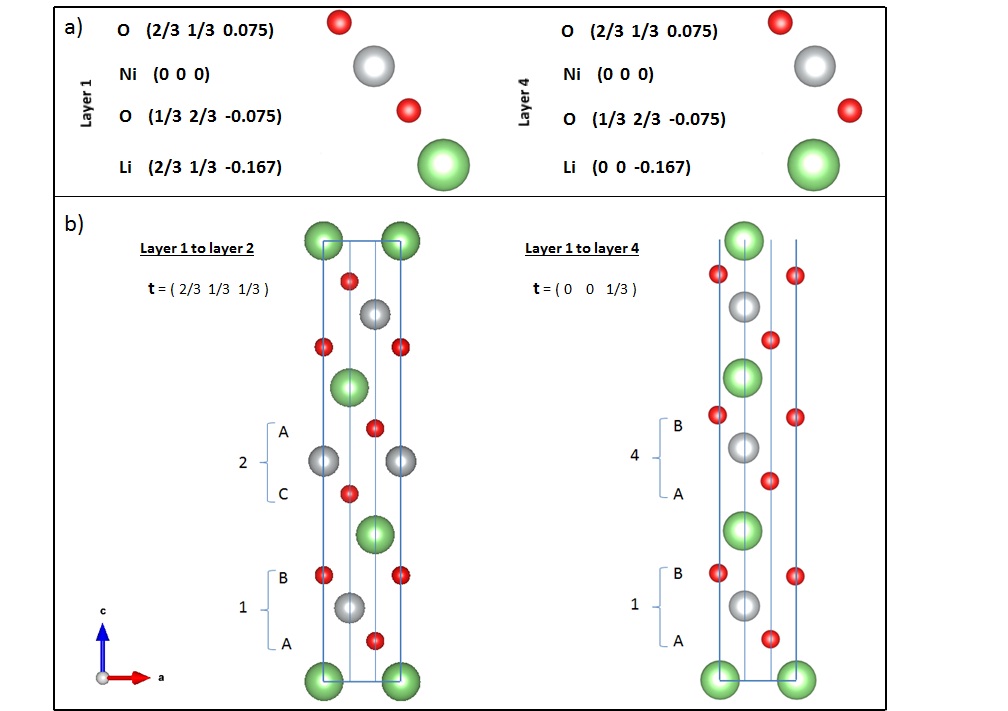 a)
Layer 1
O (2/3 1/3 0.075)
Ni (0 0 0)
O (1/3 2/3 -0.075)
Li (2/3 1/3 -0.167)
Layer 4
O (2/3 1/3 0.075)
Ni (0 0 0)
O (1/3 2/3 -0.075)
Li (0 0 -0.167)
b)
Layer 1 to layer 2
t = ( 2/3 1/3 1/3 )
A
2
C
B
1
A
c
a
Layer 1 to layer 4
t = ( 0 0 1/3 )
B
4
A
B
1
A